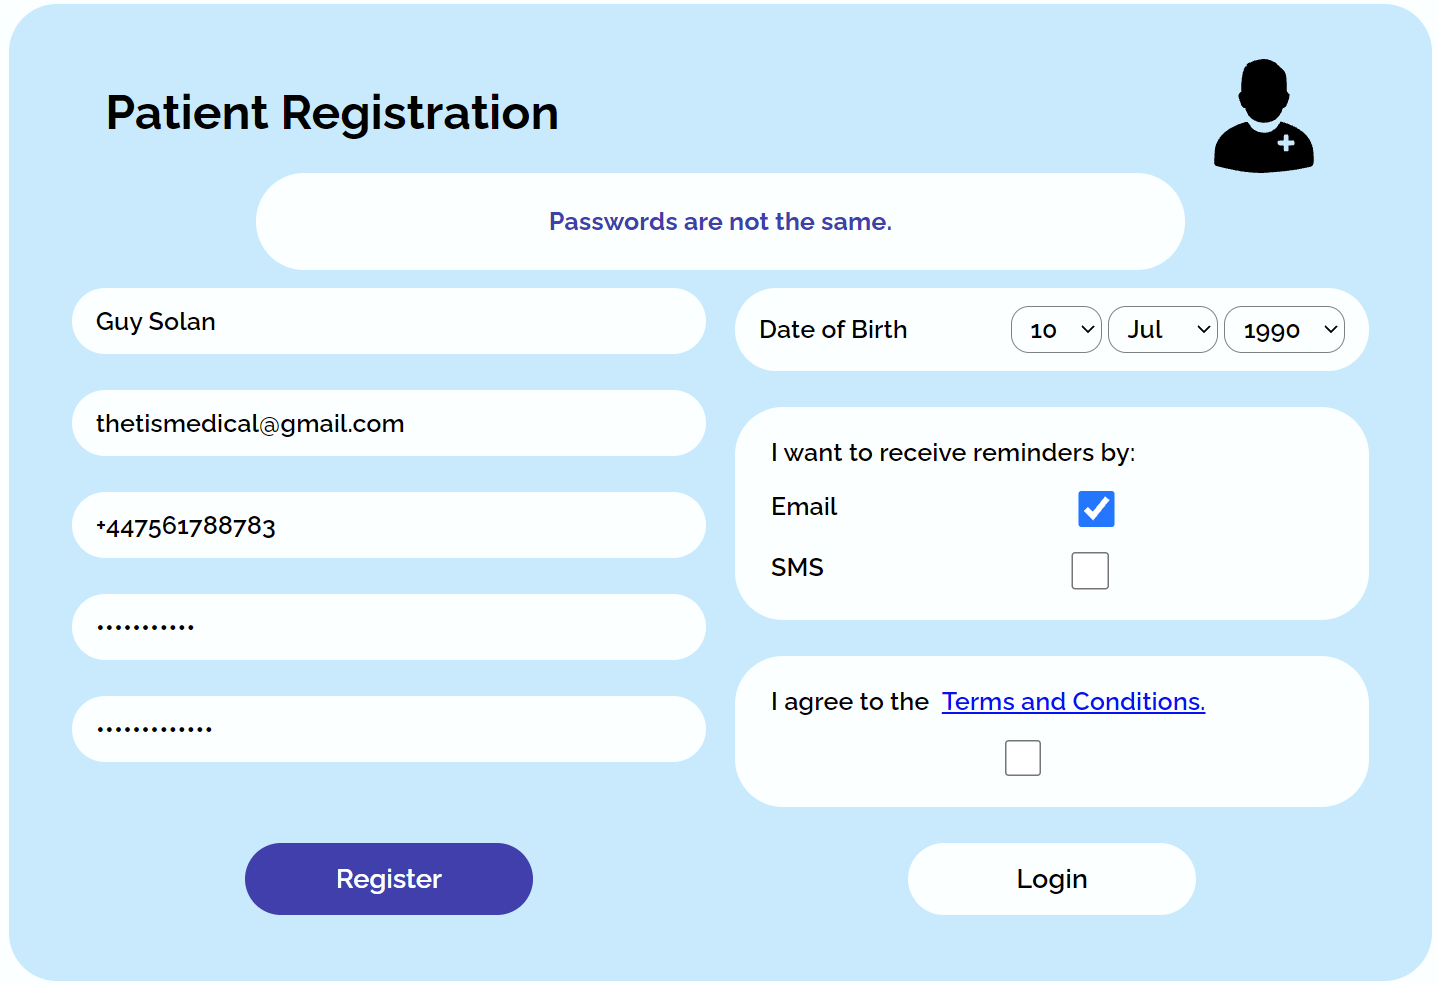 Patient Registration
Passwords are not the same.
Guy Solan
thetismedical@gmail.com
+447561788783
•••••••••••
•••••••••••••
Date of Birth 10 Jul 1990
I want to receive reminders by:
Email
SMS
I agree to the Terms and Conditions.
Register
Login